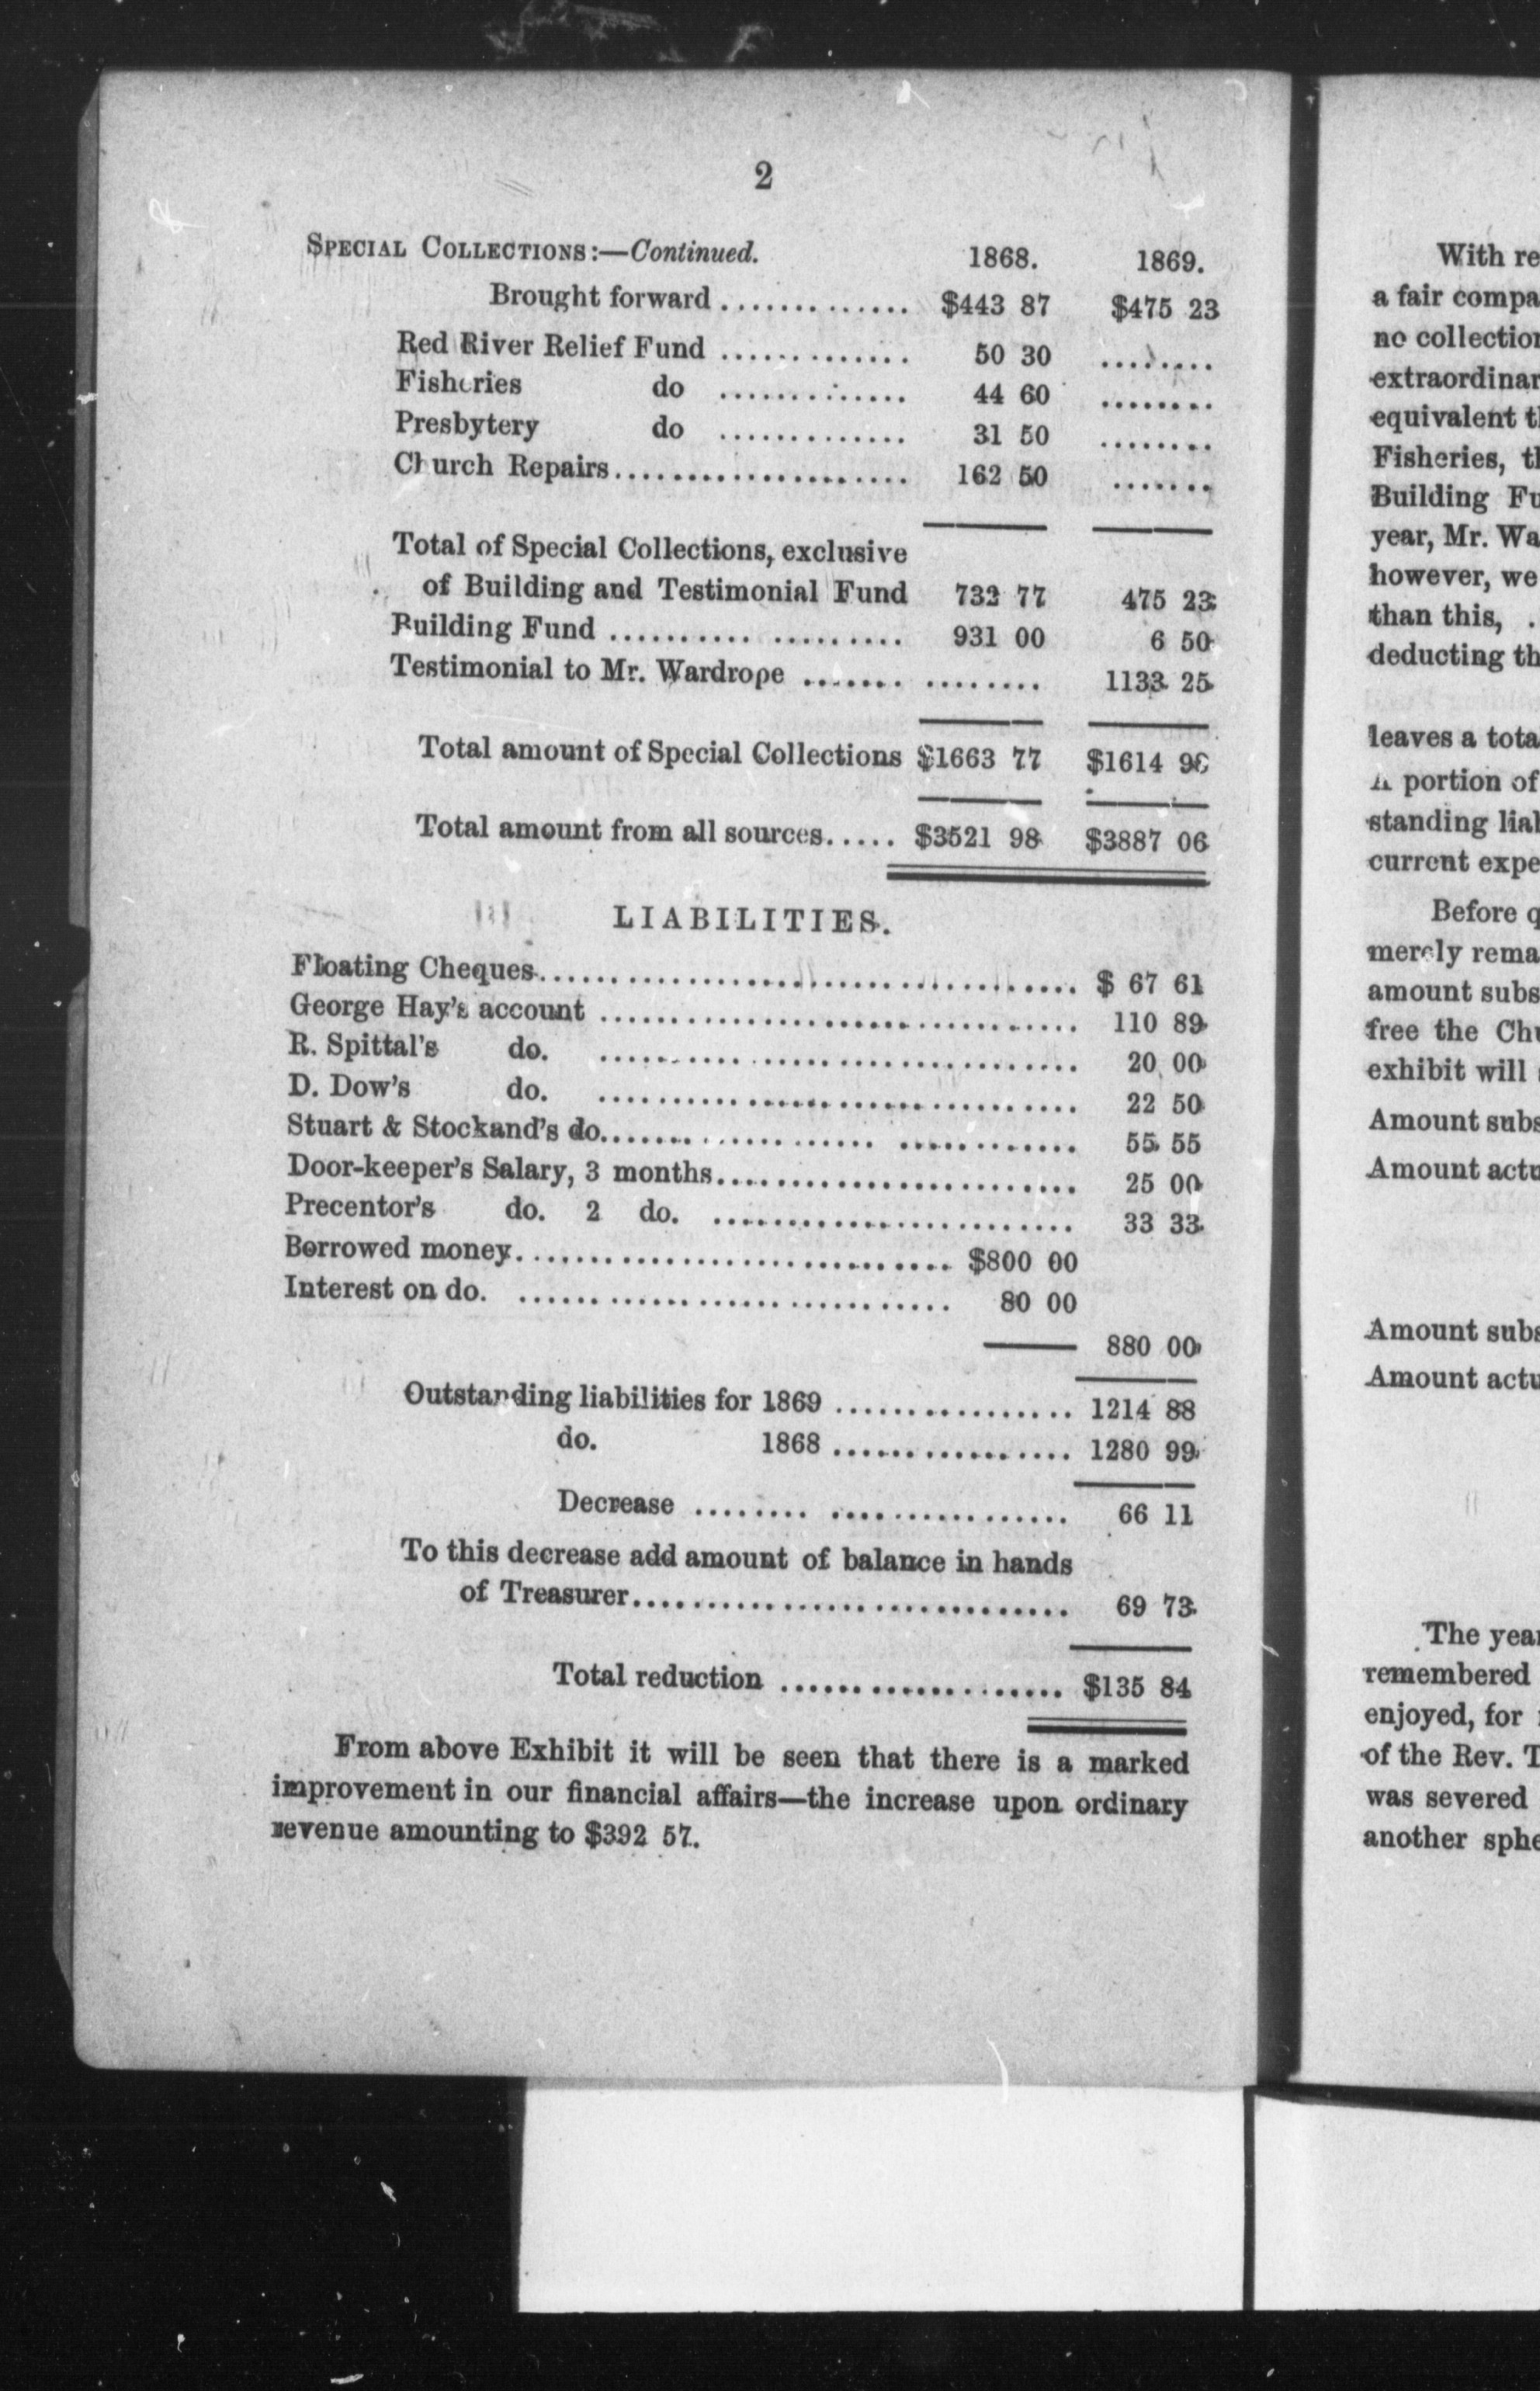 2
SPECIAL COLLECTIONS:—Continued. 1868. 1869.
Brought forward ............. $443 87 $475 23
Red River Relief Fund ............. 50 30 ........
Fisheries do ............. 44 60 ........
Presbytery do ............. 31 50 ........
Church Repairs.................... 162 50 .......
Total of Special Collections, exclusive
of Building and Testimonial Fund 732 77 475 23
Building Fund .......... ......... 931 00 6 50
Testimonial to Mr. Wardrope ....... ........ 1133 25
Total amount of Special Collections $1663 77 $1614 98
Total amount from all sources..... $3521 98 $3887 06
LIABILITIES.
Floating Cheques..................................... $ 67 61
George Hay's account ................................. 110 89
R. Spittal's do. ................................. 20 00
D. Dow's do. ................................. 22 50
Stuart & Stockand's do................... ............ 55 55
Door-keeper's Salary, 3 months......................... 25 00
Precentor's do. 2 do. ......................... 33 33
Borrowed money.............................. $800 00
Interest on do. .............................. 80 00
880 00
Outstanding liabilities for 1869 ................ 1214 88
do. 1868 ................ 1280 99
Decrease ........ ................ 66 11
To this decrease add amount of balance in hands
of Treasurer.............................. 69 73
Total reduction ................... $135 84
From above Exhibit it will be seen that there is a marked
improvement in our financial affairs—the increase upon ordinary
revenue amounting to $392 57.
With re
a fair compa
no collection
extraordinar
equivalent th
Fisheries, th
Building Fu
year, Mr. Wa
however, we
than this, .
deducting th
leaves a tota
A portion of
standing lial
current expe
Before q
merely rema
amount subs
free the Chu
exhibit will
Amount subs
Amount actu
Amount subs
Amount actu
The year
remembered
enjoyed, for
of the Rev. T
was severed
another sphe